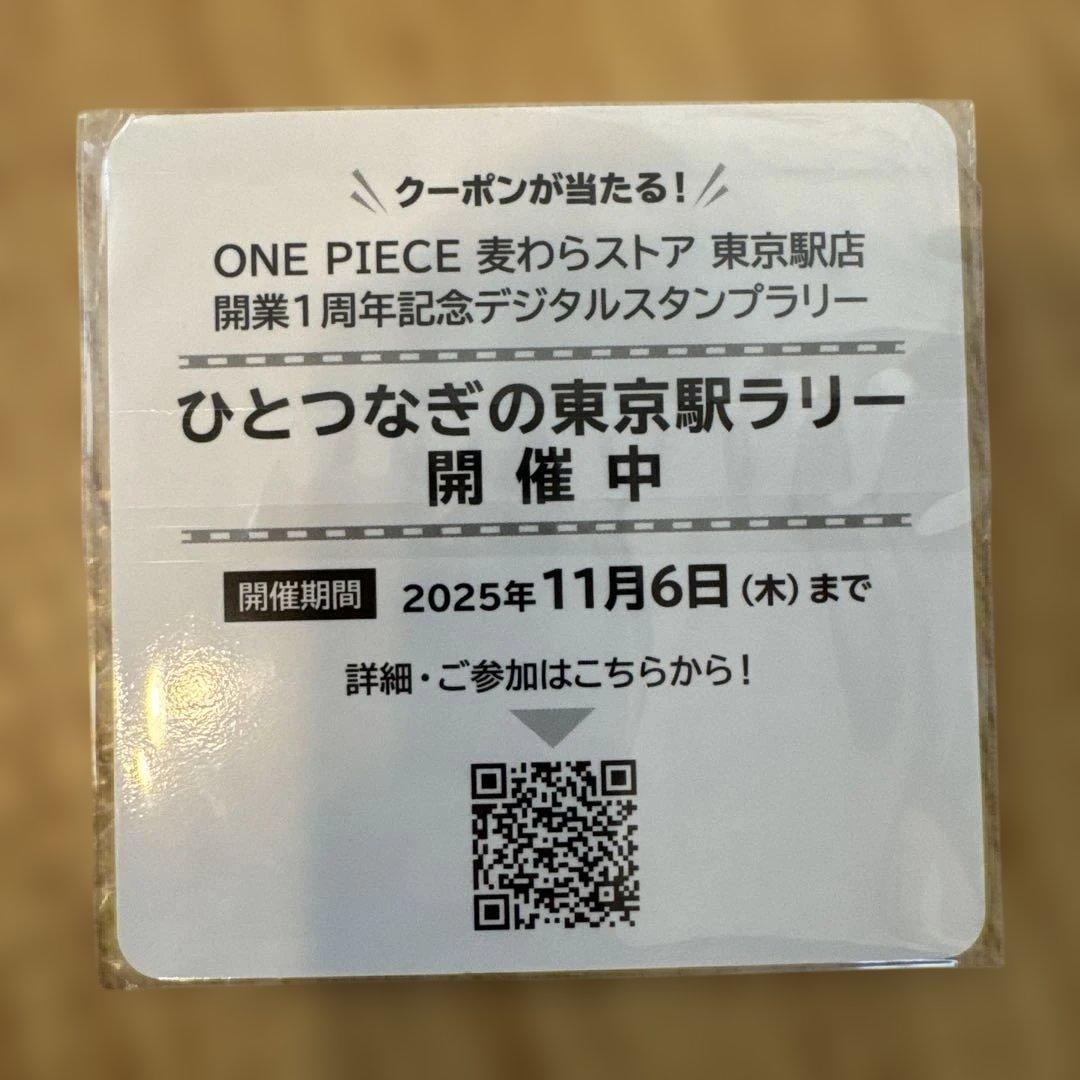 クーポンが当たる!
ONE PIECE 麦わらストア 東京駅店
開業1周年記念デジタルスタンプラリー
ひとつなぎの東京駅ラリー
開催中
開催期間 2025年11月6日(木)まで
詳細・ご参加はこちらから!